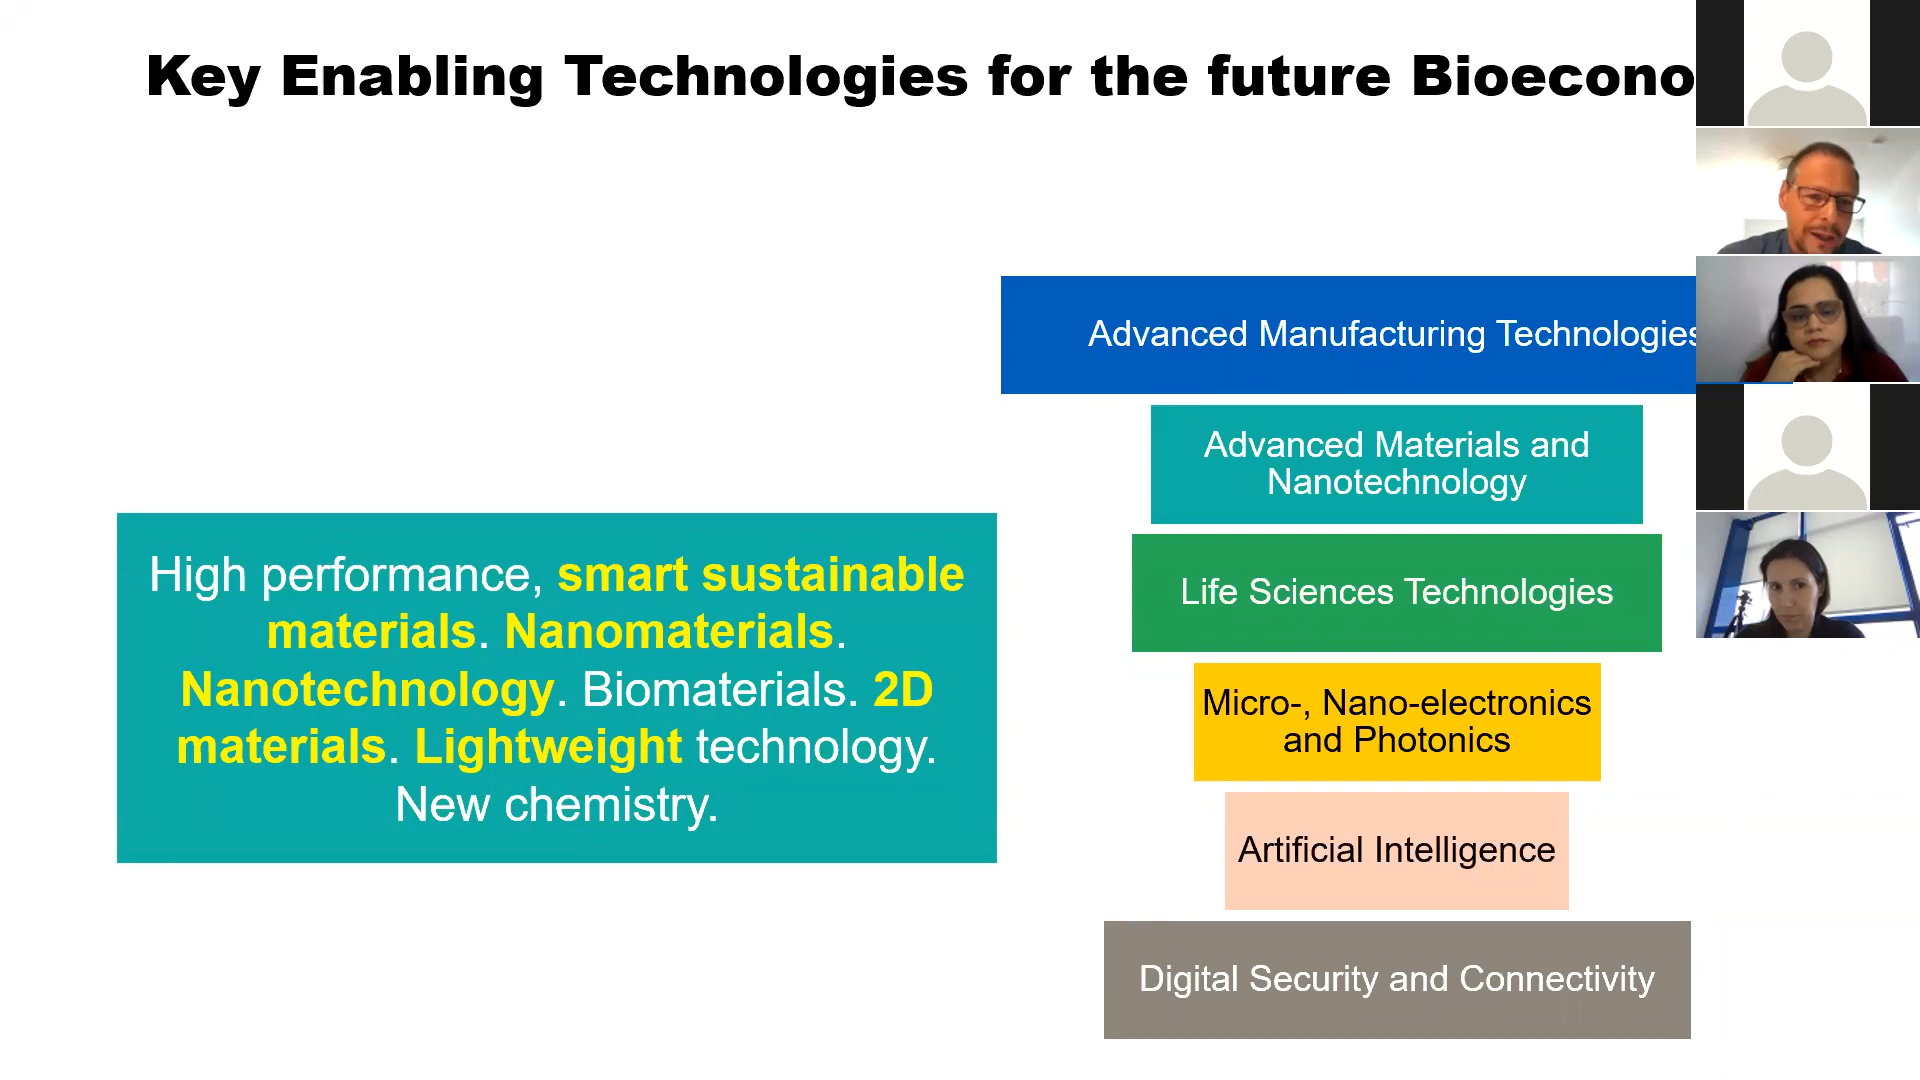 Key Enabling Technologies for the future Bioecono
Advanced Manufacturing Technologies
Advanced Materials and
Nanotechnology
High performance, smart sustainable
materials. Nanomaterials.
Nanotechnology. Biomaterials. 2D
materials. Lightweight technology.
New chemistry.
Life Sciences Technologies
Micro-, Nano-electronics
and Photonics
Artificial Intelligence
Digital Security and Connectivity